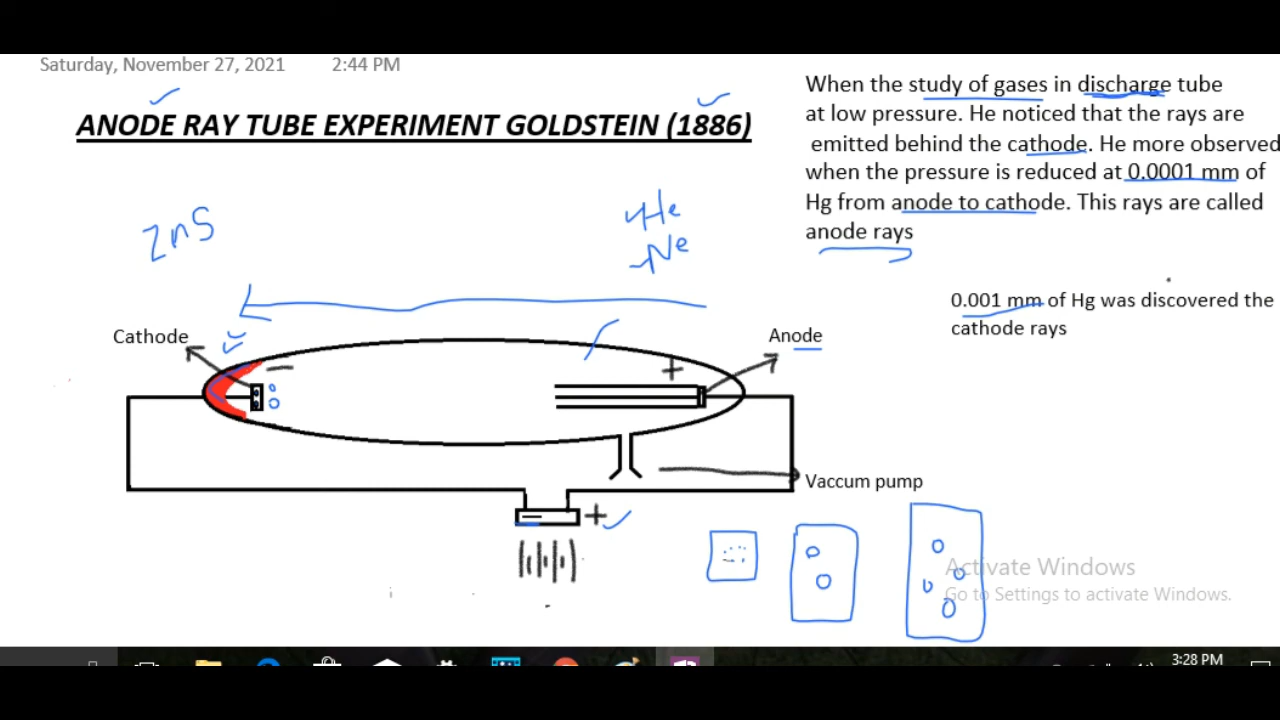 Saturday, November 27, 2021 2:44 PM
ANODE RAY TUBE EXPERIMENT GOLDSTEIN (1886)
When the study of gases in discharge tube
at low pressure. He noticed that the rays are
emitted behind the cathode. He more observed
when the pressure is reduced at 0.0001 mm of
Hg from anode to cathode. This rays are called
anode rays
ZnS
He
Ne
0.001 mm of Hg was discovered the
cathode rays
Cathode
Anode
−
+
Vaccum pump
+
Activate Windows
Go to Settings to activate Windows.
3:28 PM